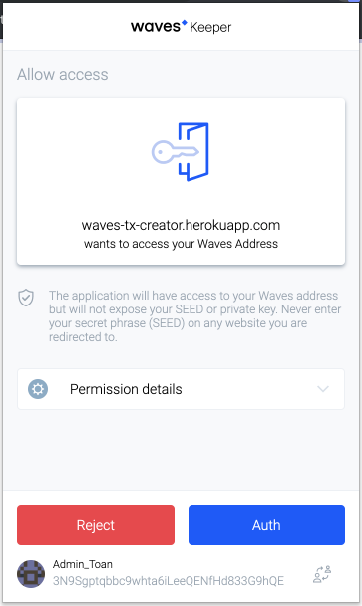 waves Keeper
Allow access
waves-tx-creator.herokuapp.com
wants to access your Waves Address
The application will have access to your Waves address
but will not expose your SEED or private key. Never enter
your secret phrase (SEED) on any website you are
redirected to.
Permission details
Reject
Auth
Admin_Toan
3N9Sgptqbbc9whta6iLeeQENfHd833G9hQE